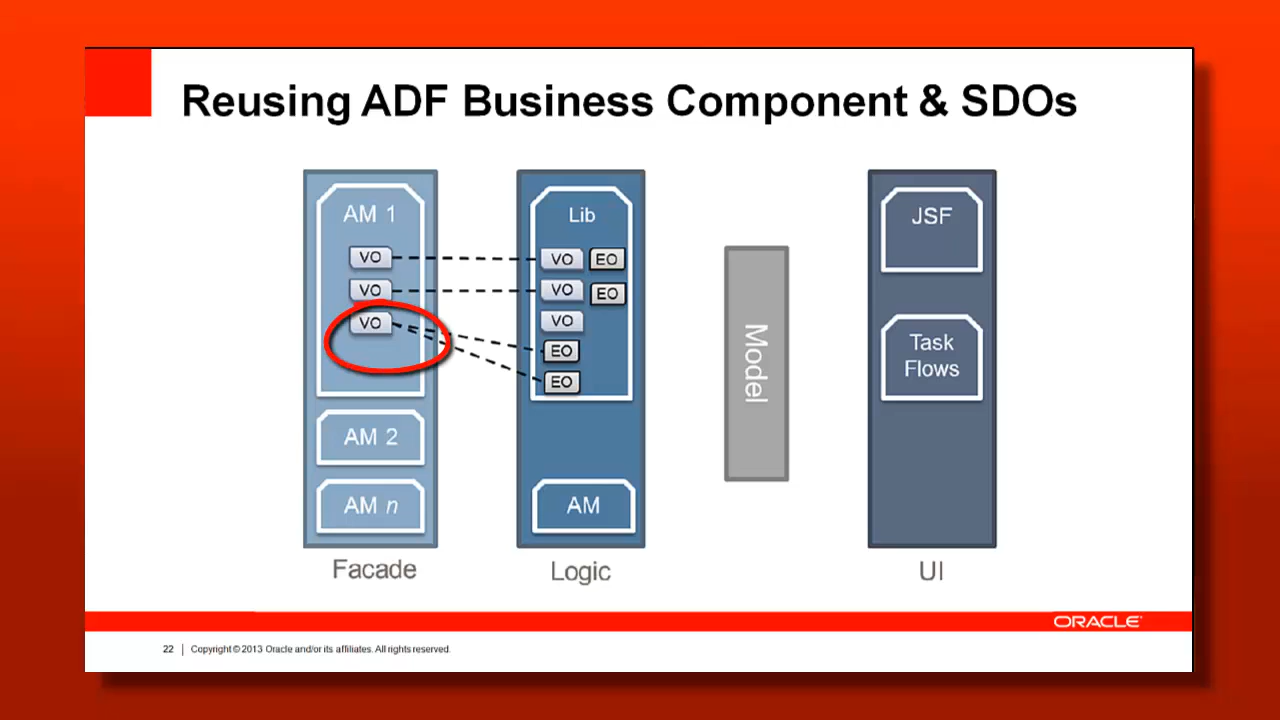 Reusing ADF Business Component & SDOs
AM 1
VO
VO
VO
AM 2
AM n
Facade
Lib
VO EO
VO EO
VO
EO
EO
AM
Logic
Model
JSF
Task
Flows
UI
ORACLE
22 | Copyright © 2013 Oracle and/or its affiliates. All rights reserved.